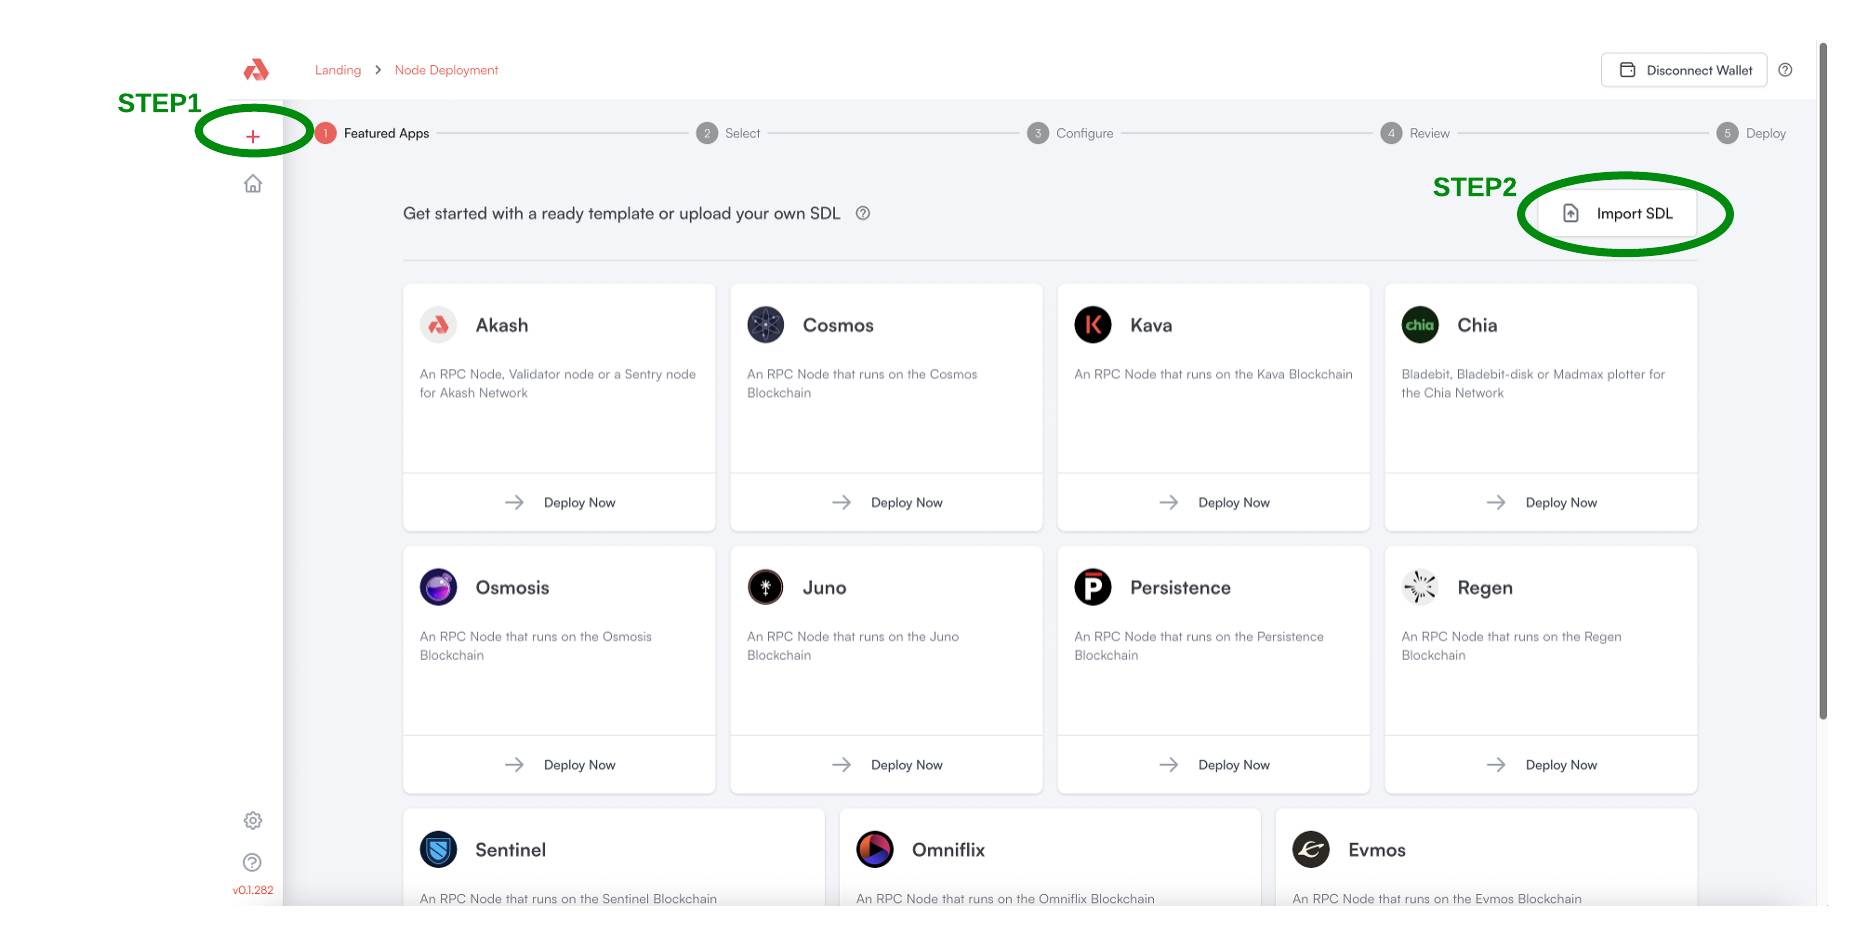 Landing > Node Deployment
Disconnect Wallet
STEP1
1 Featured Apps
2 Select
3 Configure
4 Review
5 Deploy
STEP2
Get started with a ready template or upload your own SDL
Import SDL
Akash
An RPC Node, Validator node or a Sentry node
for Akash Network
Deploy Now
Cosmos
An RPC Node that runs on the Cosmos
Blockchain
Deploy Now
Kava
An RPC Node that runs on the Kava Blockchain
Deploy Now
chia
Chia
Bladebit, Bladebit-disk or Madmax plotter for
the Chia Network
Deploy Now
Osmosis
An RPC Node that runs on the Osmosis
Blockchain
Deploy Now
Juno
An RPC Node that runs on the Juno
Blockchain
Deploy Now
Persistence
An RPC Node that runs on the Persistence
Blockchain
Deploy Now
Regen
An RPC Node that runs on the Regen
Blockchain
Deploy Now
Sentinel
An RPC Node that runs on the Sentinel Blockchain
Omniflix
An RPC Node that runs on the Omniflix Blockchain
Evmos
An RPC Node that runs on the Evmos Blockchain
v0.1.282